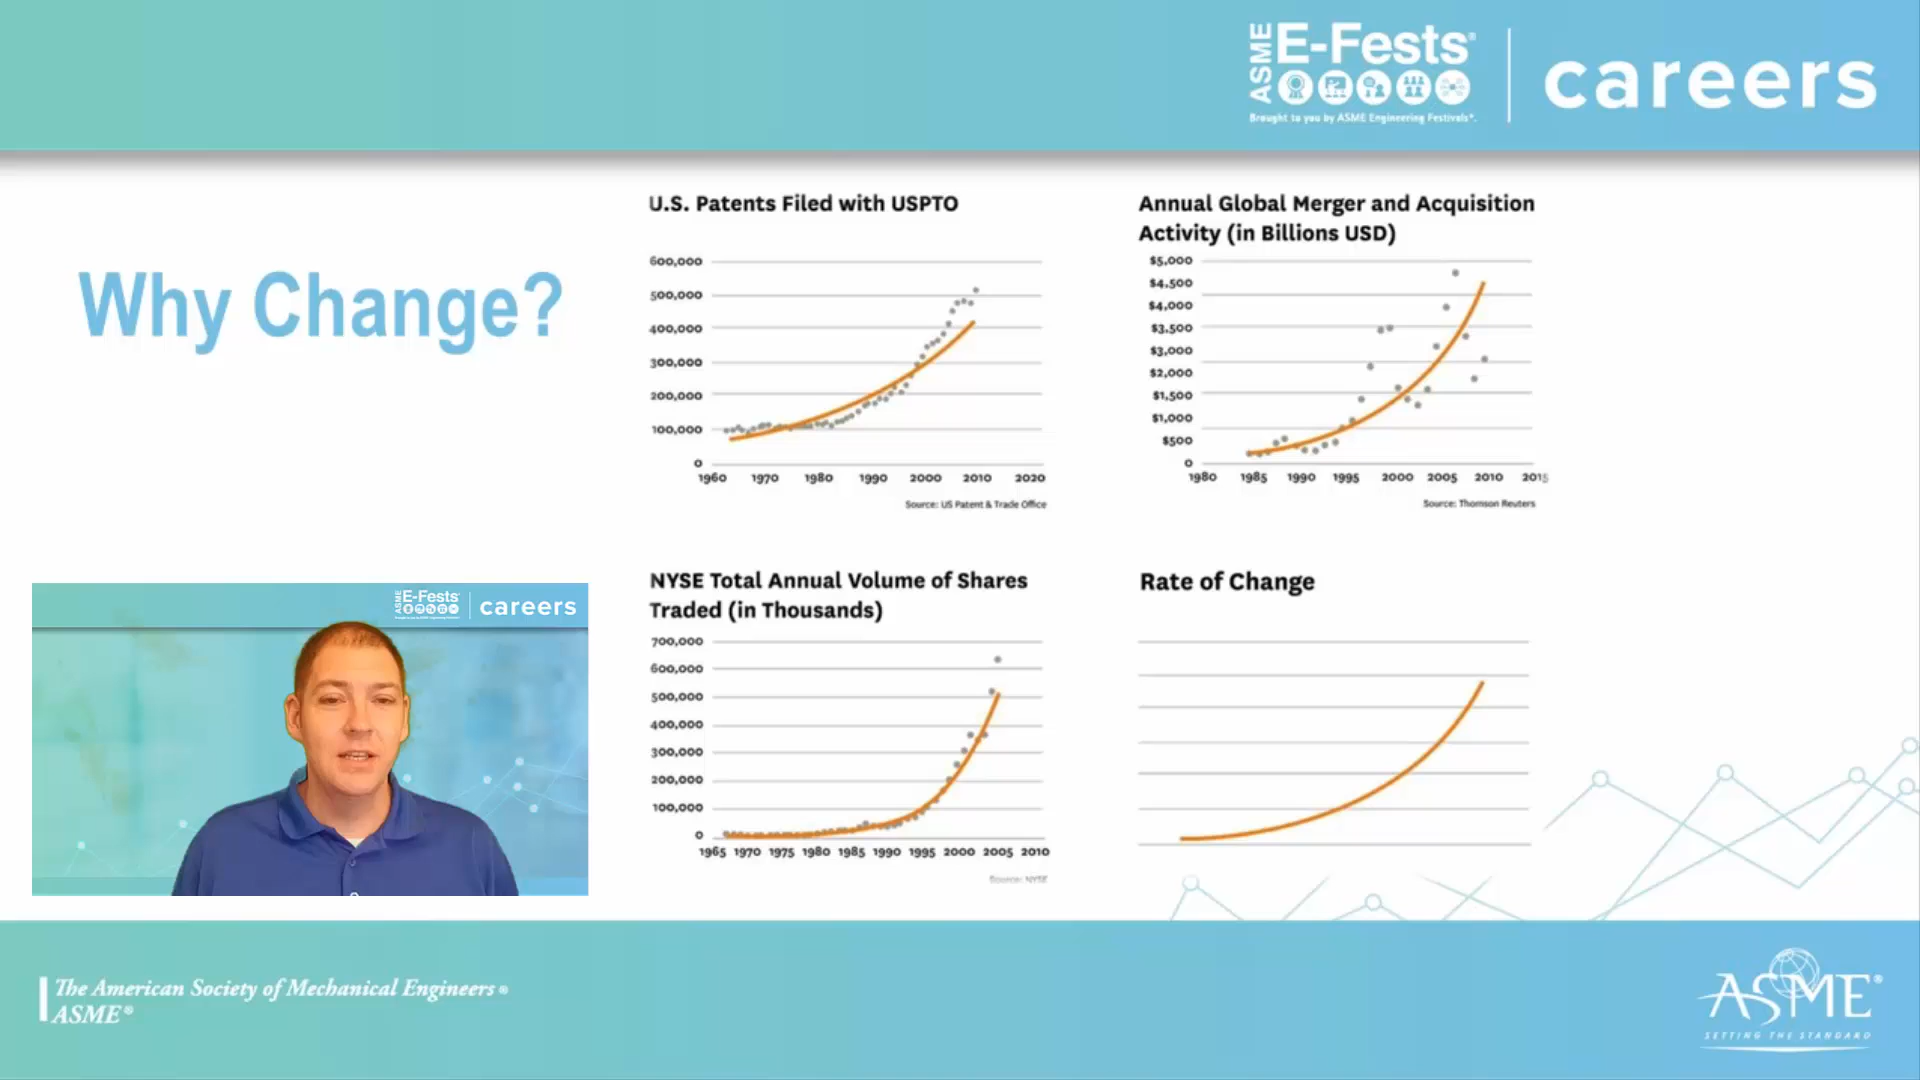 ASME
E-Fests®
Brought to you by ASME Engineering Festivals®.
careers
Why Change?
U.S. Patents Filed with USPTO
600,000
500,000
400,000
300,000
200,000
100,000
0
1960 1970 1980 1990 2000 2010 2020
Source: US Patent & Trade Office
Annual Global Merger and Acquisition
Activity (in Billions USD)
$5,000
$4,500
$4,000
$3,500
$3,000
$2,000
$1,500
$1,000
$500
0
1980 1985 1990 1995 2000 2005 2010 2015
Source: Thomson Reuters
NYSE Total Annual Volume of Shares
Traded (in Thousands)
700,000
600,000
500,000
400,000
300,000
200,000
100,000
0
1965 1970 1975 1980 1985 1990 1995 2000 2005 2010
Source: NYSE
Rate of Change
ASME
E-Fests
careers
The American Society of Mechanical Engineers®
ASME®
ASME®
SETTING THE STANDARD